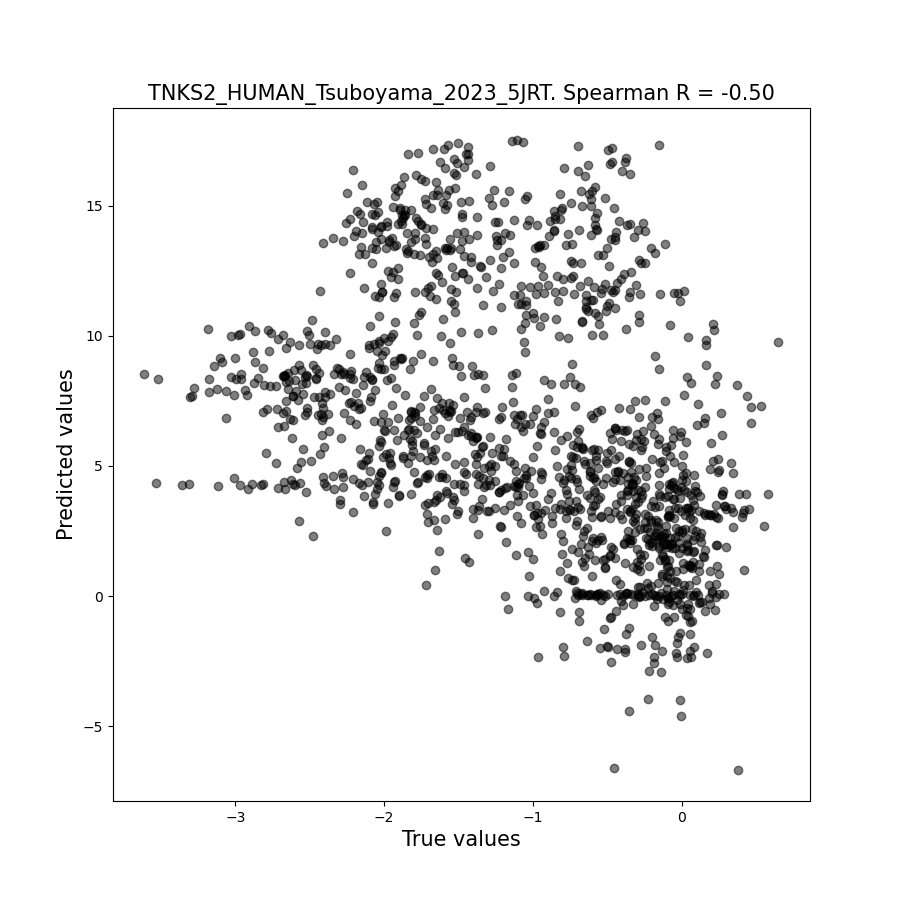 TNKS2_HUMAN_Tsuboyama_2023_5JRT. Spearman R = -0.50
15
10
5
0
−5
Predicted values
−3 −2 −1 0
True values